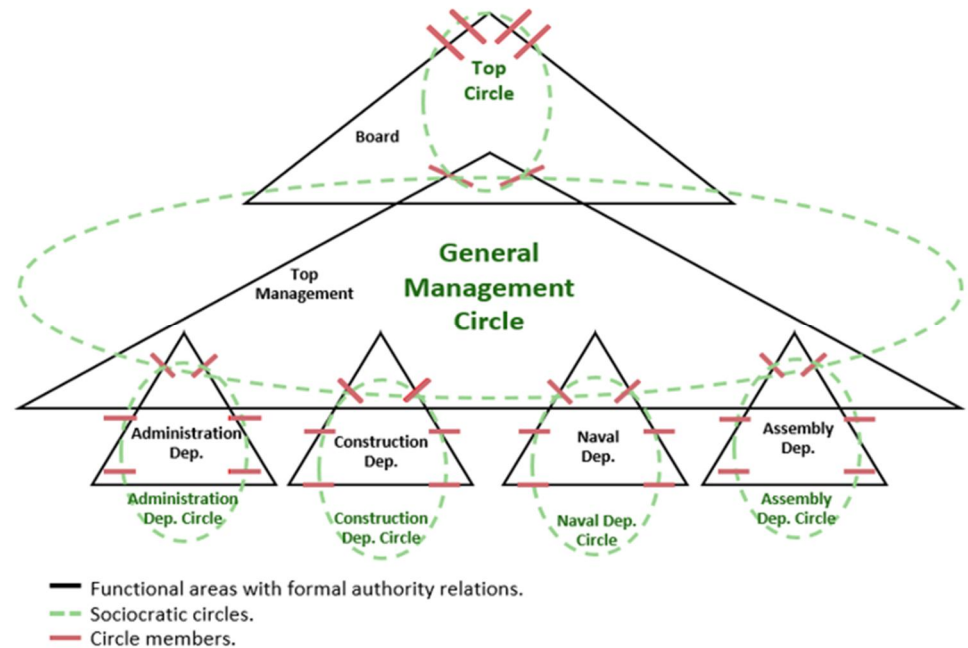 Top
Circle
Board
General
Management
Circle
Top
Management
Administration
Dep.
Construction
Dep.
Naval
Dep.
Assembly
Dep.
Administration
Dep. Circle
Construction
Dep. Circle
Naval Dep.
Circle
Assembly
Dep. Circle
Functional areas with formal authority relations.
Sociocratic circles.
Circle members.